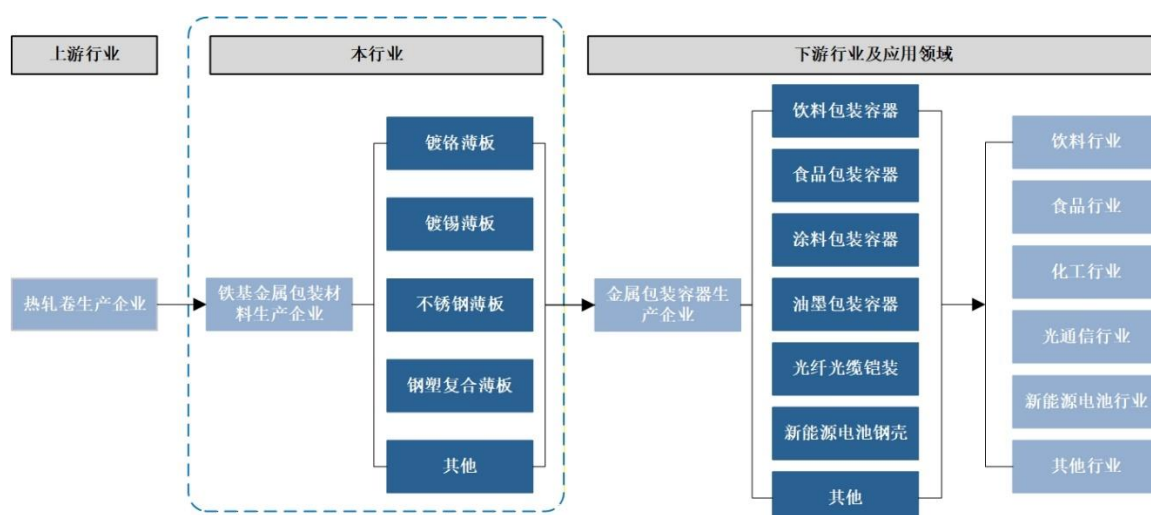 上游行业
本行业
下游行业及应用领域
热轧卷生产企业
铁基金属包装材
料生产企业
镀铬薄板
镀锡薄板
不锈钢薄板
钢塑复合薄板
其他
金属包装容器生
产企业
饮料包装容器
食品包装容器
涂料包装容器
油墨包装容器
光纤光缆铠装
新能源电池钢壳
其他
饮料行业
食品行业
化工行业
光通信行业
新能源电池行业
其他行业